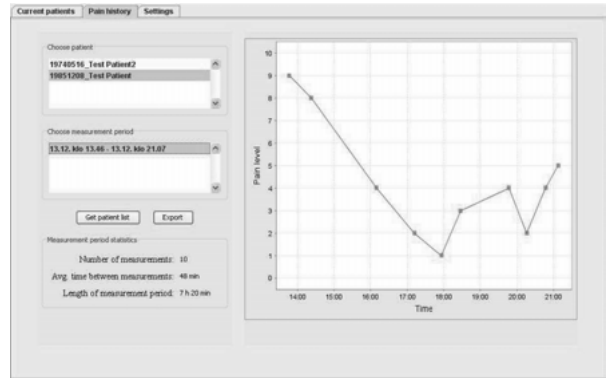 Current patients Pain history Settings
Choose patient
19740516_Test Patient2
19851208_Test Patient
Choose measurement period
13.12. klo 13.46 - 13.12. klo 21.07
Get patient list Export
Measurement period statistics
Number of measurements: 10
Avg. time between measurements: 48 min
Length of measurement period: 7 h 20 min
10
9
8
7
6
5
4
3
2
1
0
Pain level
14:00 15:00 16:00 17:00 18:00 19:00 20:00 21:00
Time